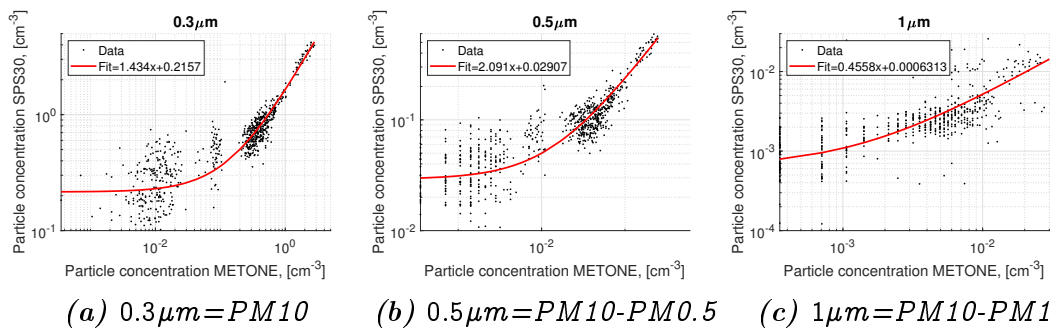 0.3μm
Particle concentration SPS30, [cm⁻³]
Data
Fit=1.434x+0.2157
10⁰
10⁻¹
10⁻² 10⁰
Particle concentration METONE, [cm⁻³]
(a) 0.3μm=PM10
0.5μm
Particle concentration SPS30, [cm⁻³]
Data
Fit=2.091x+0.02907
10⁻¹
10⁻²
10⁻²
Particle concentration METONE, [cm⁻³]
(b) 0.5μm=PM10-PM0.5
1μm
Particle concentration SPS30, [cm⁻³]
Data
Fit=0.4558x+0.0006313
10⁻²
10⁻³
10⁻⁴
10⁻³ 10⁻²
Particle concentration METONE, [cm⁻³]
(c) 1μm=PM10-PM1